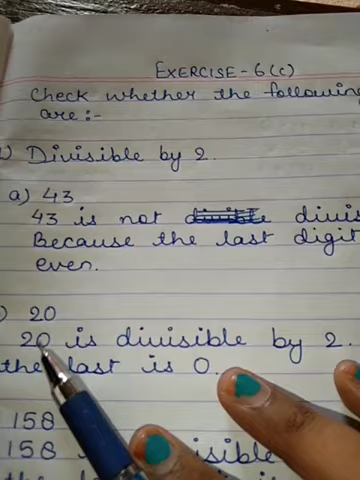 EXERCISE-6(c)
Check whether the following
are:-
) Divisible by 2.
a) 43
43 is not divis
Because the last digit
even.
) 20
20 is divisible by 2.
the last is 0.
158
158 isible